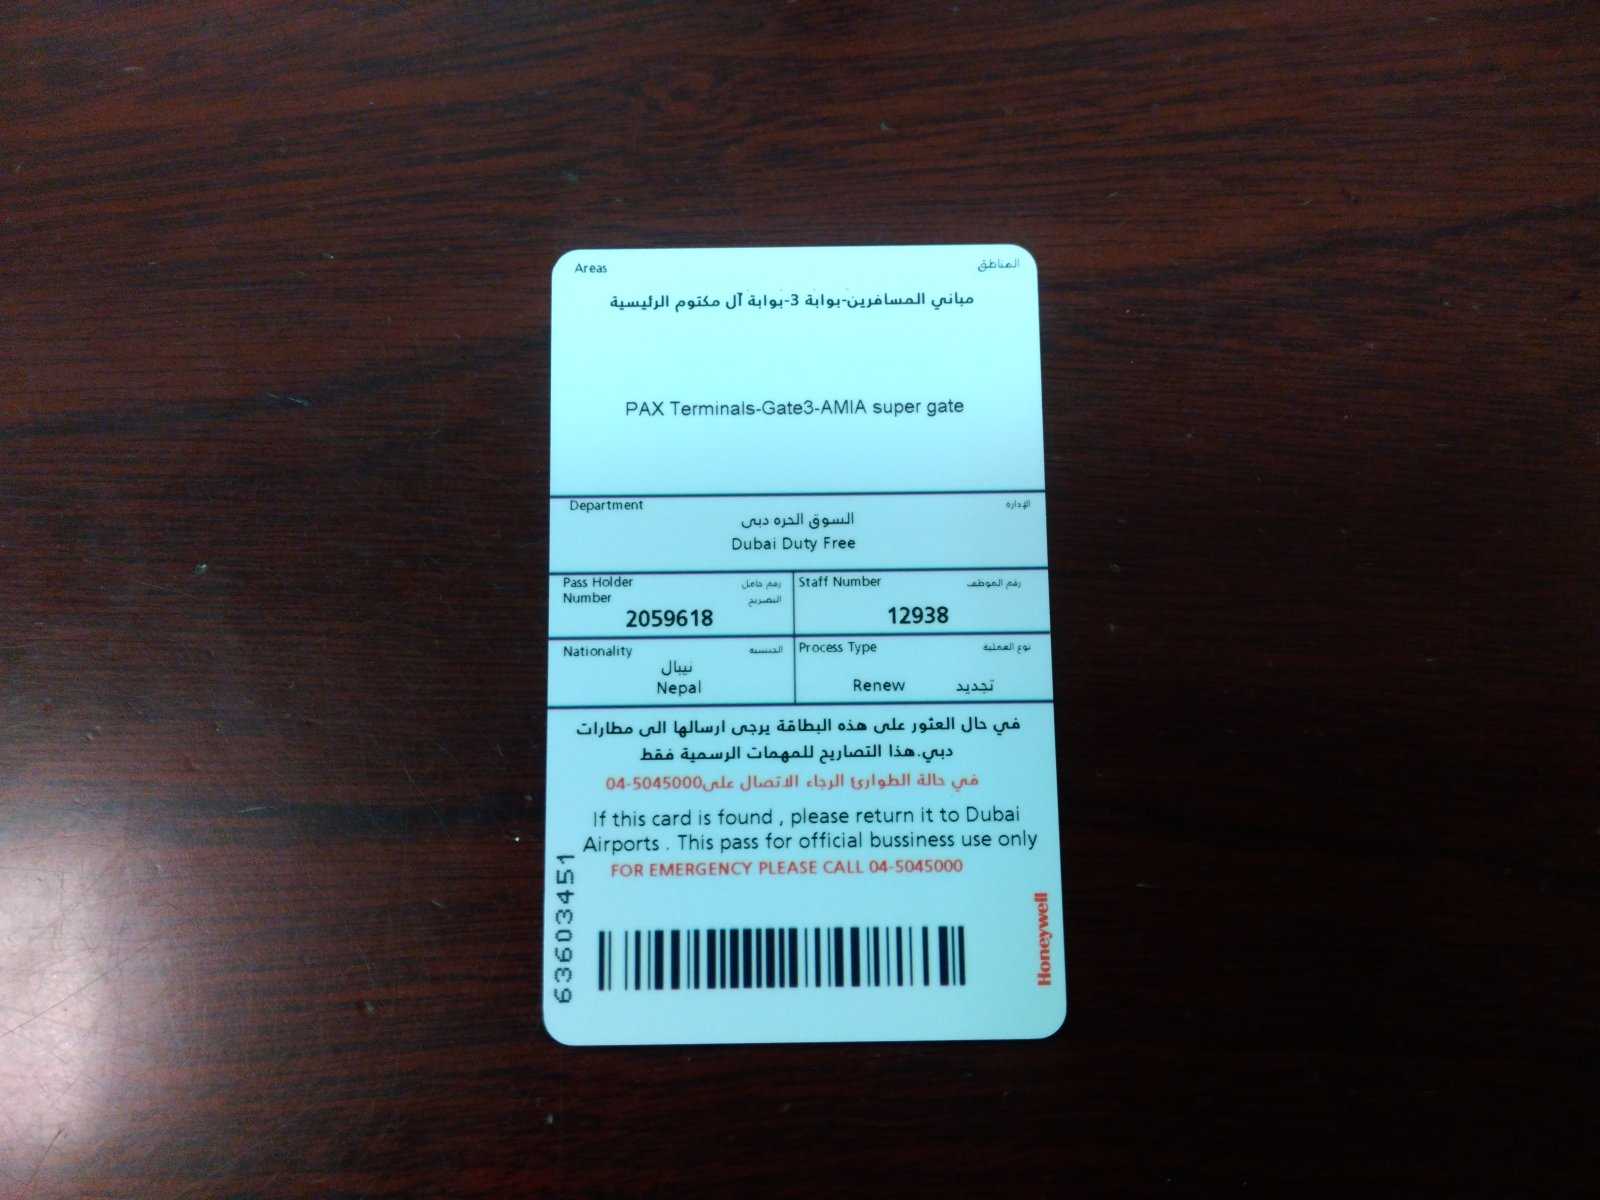 Areas المناطق
مباني المسافرين-بوابة 3-بوابة آل مكتوم الرئيسية
PAX Terminals-Gate3-AMIA super gate
Department الإدارة
السوق الحره دبى
Dubai Duty Free
Pass Holder رقم حامل
Number التصريح
2059618
Staff Number رقم الموظف
12938
Nationality الجنسية
نيبال
Nepal
Process Type نوع العملية
Renew تجديد
في حال العثور على هذه البطاقة يرجى ارسالها الى مطارات
دبي.هذا التصاريح للمهمات الرسمية فقط
في حالة الطوارئ الرجاء الاتصال على04-5045000
If this card is found , please return it to Dubai
Airports . This pass for official bussiness use only
FOR EMERGENCY PLEASE CALL 04-5045000
63603451
Honeywell